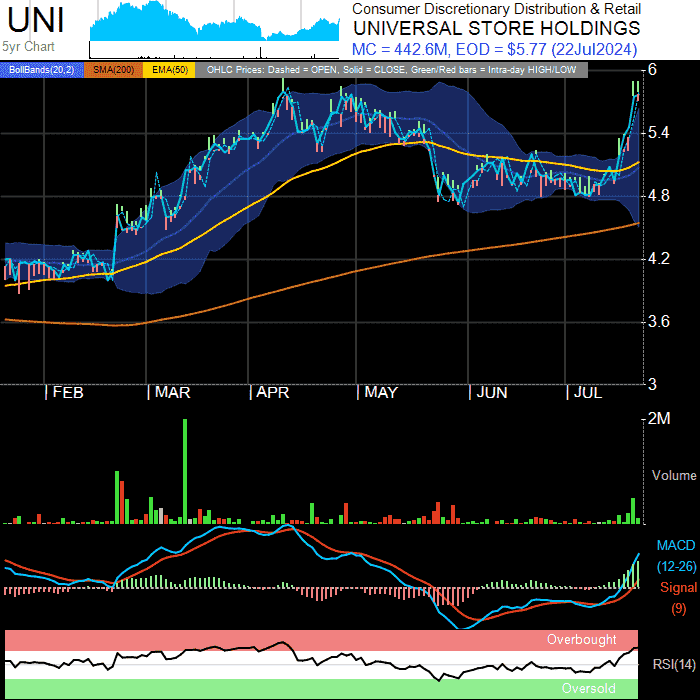 UNI
5yr Chart
Consumer Discretionary Distribution & Retail
UNIVERSAL STORE HOLDINGS
MC = 442.6M, EOD = $5.77 (22Jul2024)
BollBands(20,2)
SMA(200)
EMA(50)
OHLC Prices: Dashed = OPEN, Solid = CLOSE, Green/Red bars = Intra-day HIGH/LOW
6
5.4
4.8
4.2
3.6
3
FEB
MAR
APR
MAY
JUN
JUL
2M
Volume
MACD
(12-26)
Signal
(9)
Overbought
RSI(14)
Oversold